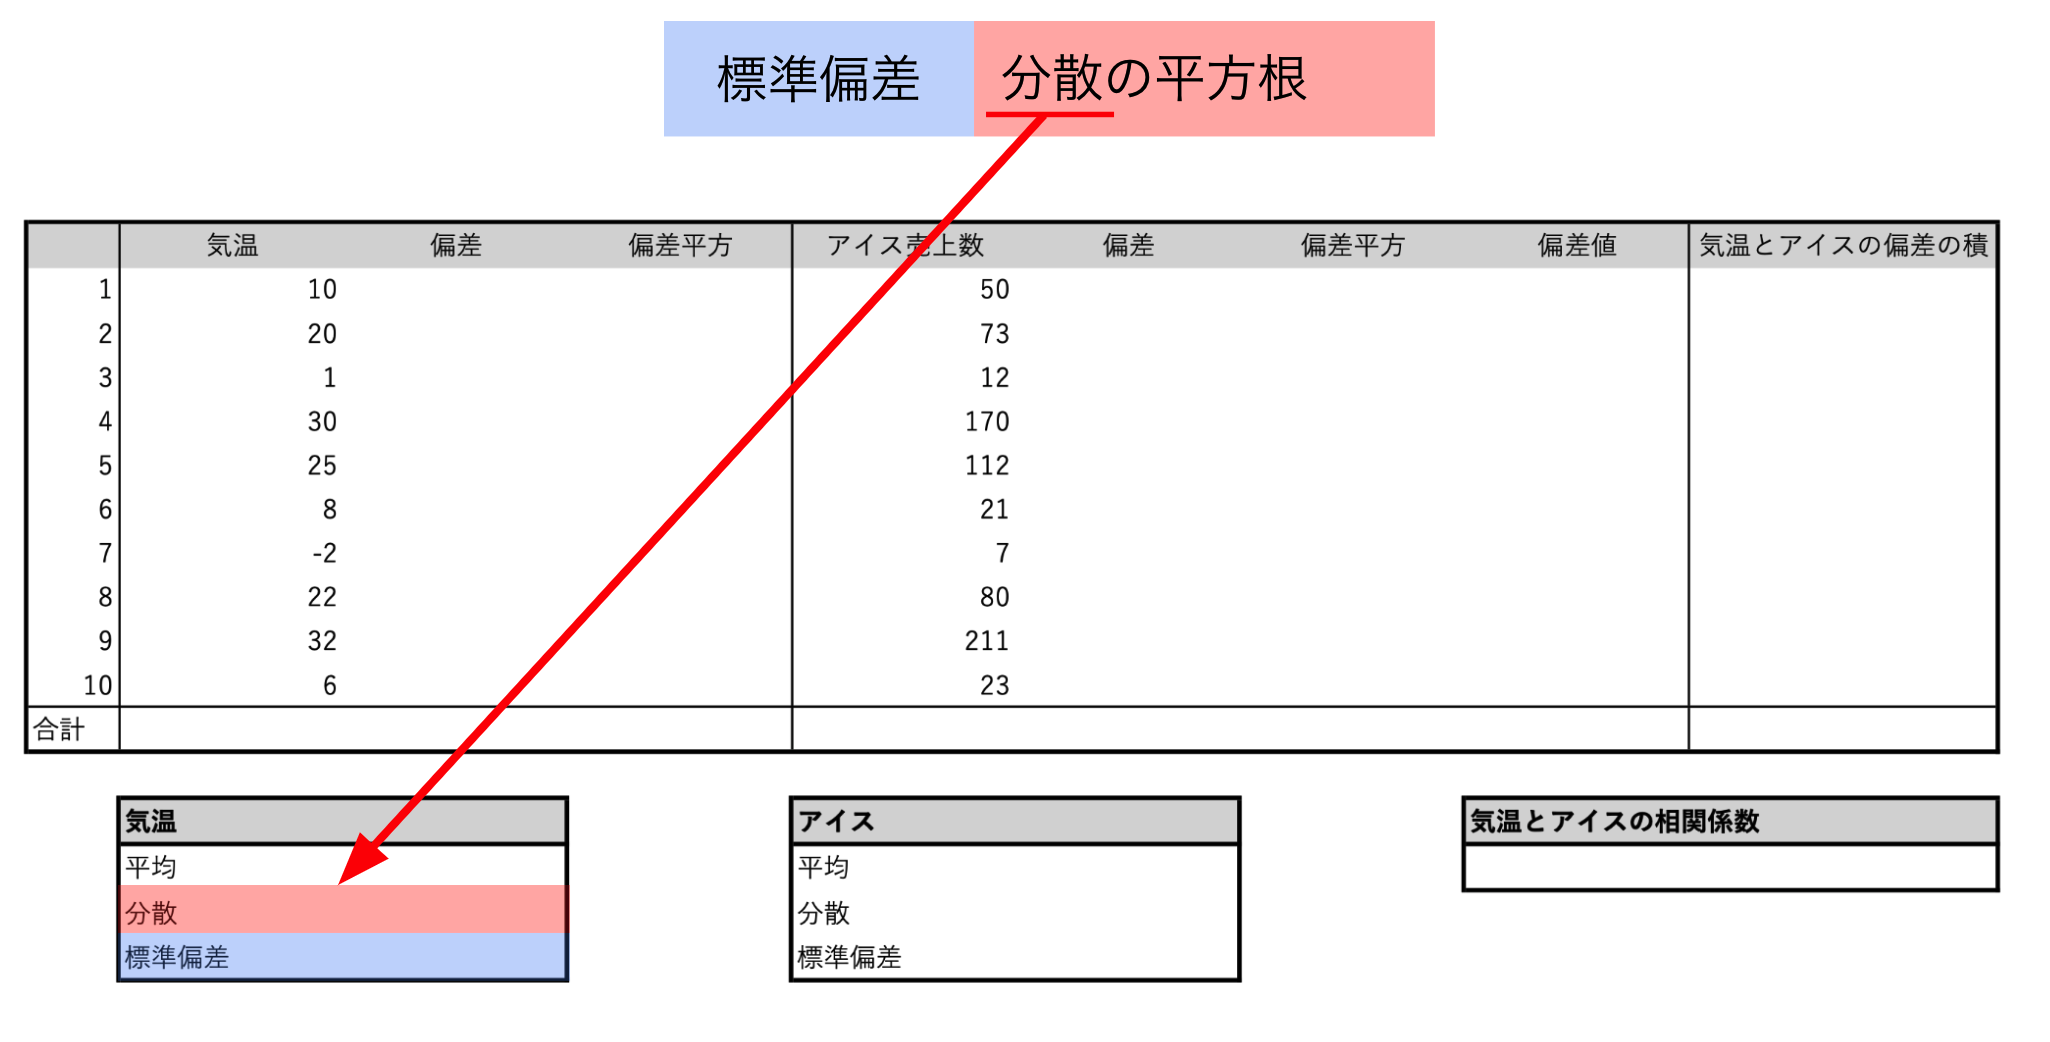 標準偏差 分散の平方根
気温 偏差 偏差平方 アイス売上数 偏差 偏差平方 偏差値 気温とアイスの偏差の積
1 10 50
2 20 73
3 1 12
4 30 170
5 25 112
6 8 21
7 -2 7
8 22 80
9 32 211
10 6 23
合計
気温 アイス 気温とアイスの相関係数
平均 平均
分散 分散
標準偏差 標準偏差